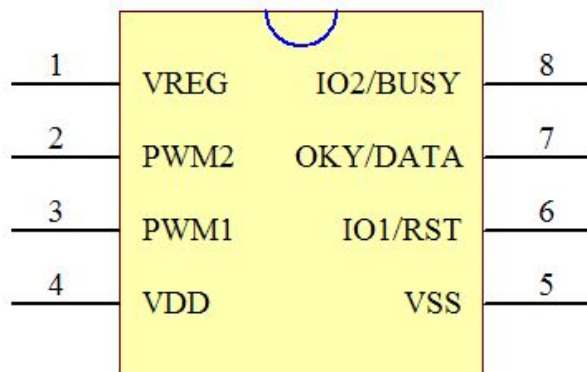 1 VREG IO2/BUSY 8
2 PWM2 OKY/DATA 7
3 PWM1 IO1/RST 6
4 VDD VSS 5